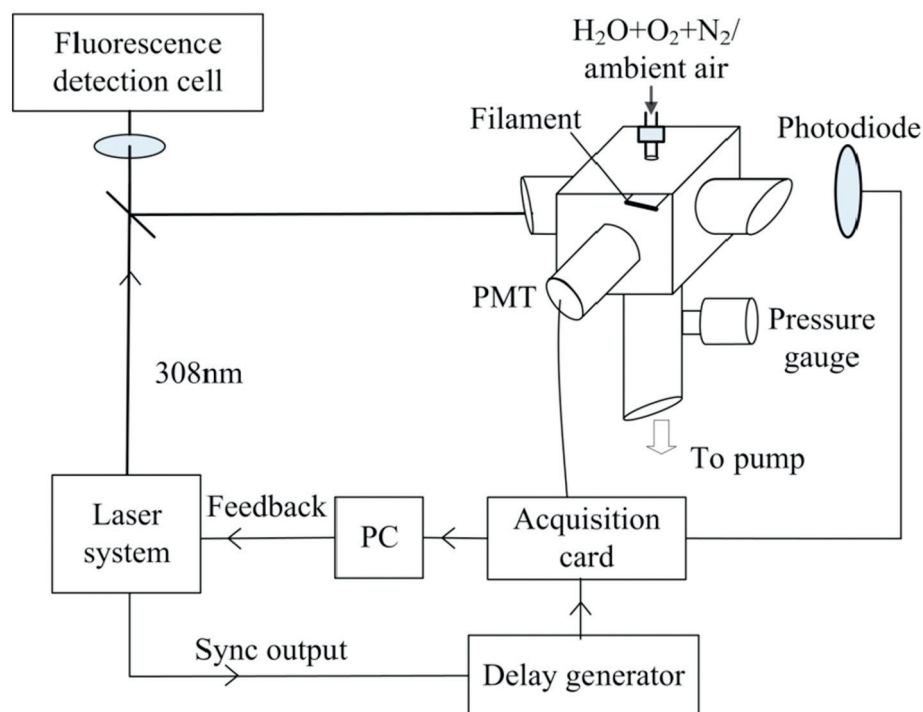 Fluorescence
detection cell
H₂O+O₂+N₂/
ambient air
Filament
Photodiode
PMT
Pressure
gauge
308nm
To pump
Laser
system
Feedback
PC
Acquisition
card
Sync output
Delay generator